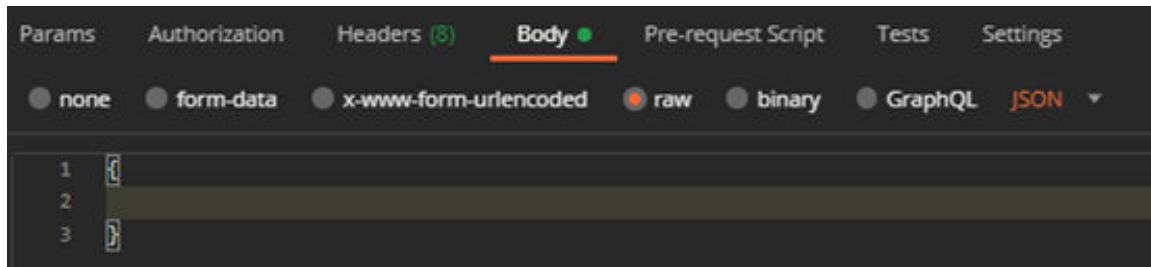 Params Authorization Headers (8) Body Pre-request Script Tests Settings
none form-data x-www-form-urlencoded raw binary GraphQL JSON
1 {
2
3 }